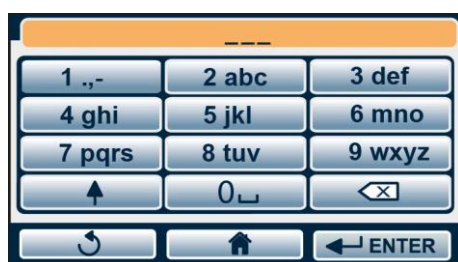 _ _ _
1 .,- 2 abc 3 def
4 ghi 5 jkl 6 mno
7 pqrs 8 tuv 9 wxyz
0␣
ENTER